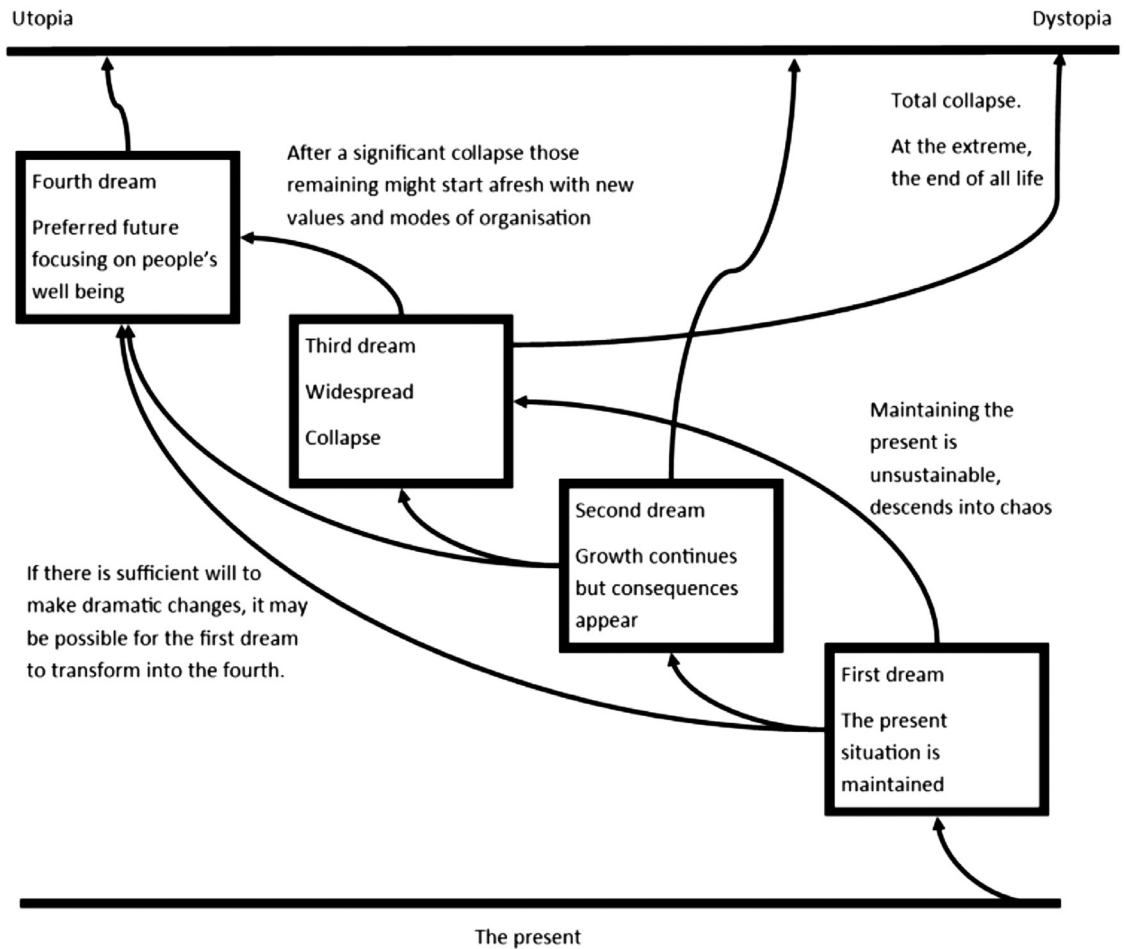 Utopia
Dystopia
Total collapse.
At the extreme,
the end of all life
After a significant collapse those
remaining might start afresh with new
values and modes of organisation
Fourth dream
Preferred future
focusing on people's
well being
Third dream
Widespread
Collapse
Maintaining the
present is
unsustainable,
descends into chaos
Second dream
Growth continues
but consequences
appear
If there is sufficient will to
make dramatic changes, it may
be possible for the first dream
to transform into the fourth.
First dream
The present
situation is
maintained
The present